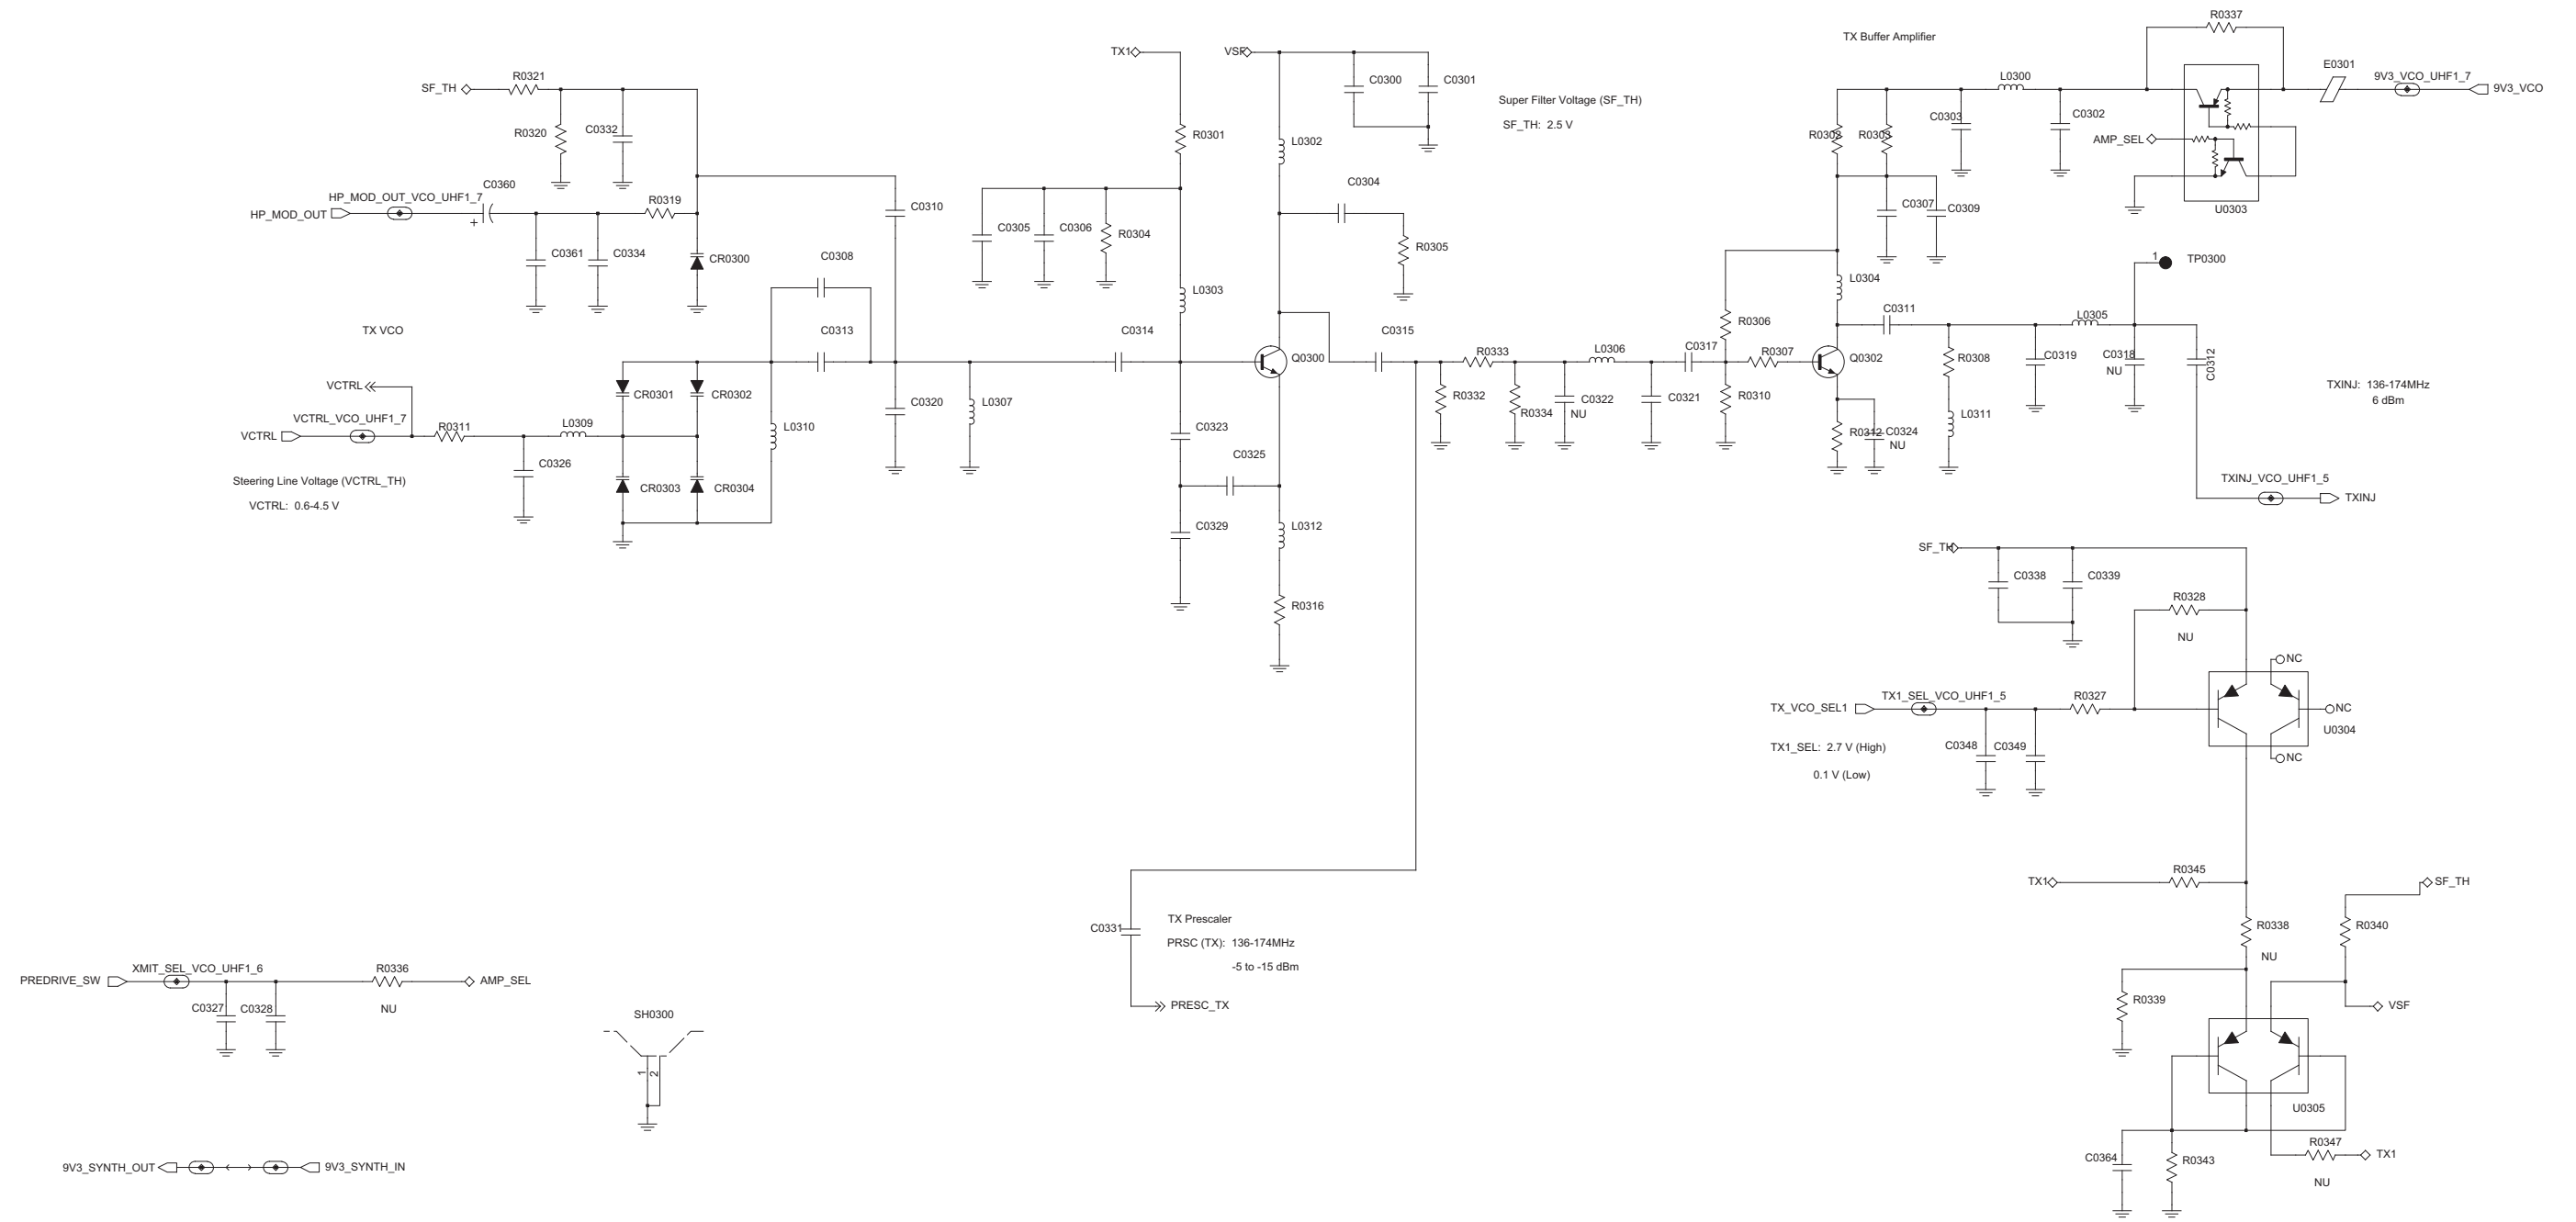 R0337
TX Buffer Amplifier
TX1
VSF
E0301
R0321
L0300
9V3_VCO_UHF1_7
SF_TH
C0300
C0301
9V3_VCO
Super Filter Voltage (SF_TH)
SF_TH: 2.5 V
R0320
C0332
R0301
L0302
R0302
R0303
C0303
C0302
AMP_SEL
C0360
C0304
HP_MOD_OUT_VCO_UHF1_7
R0319
HP_MOD_OUT
+
C0310
C0307
C0309
U0303
C0305
C0306
R0304
R0305
C0361
C0334
CR0300
C0308
1
TP0300
L0303
L0304
C0311
L0305
TX VCO
C0313
C0314
C0315
R0306
R0333
L0306
C0317
R0307
Q0300
Q0302
R0308
C0319
C0318
NU
C0312
VCTRL
CR0301
CR0302
TXINJ: 136-174MHz
6 dBm
C0320
L0307
R0332
R0334
C0322
NU
C0321
R0310
L0311
VCTRL_VCO_UHF1_7
VCTRL
R0311
L0309
L0310
C0323
R0312
C0324
NU
C0326
C0325
Steering Line Voltage (VCTRL_TH)
CR0303
CR0304
VCTRL: 0.6-4.5 V
TXINJ_VCO_UHF1_5
TXINJ
C0329
L0312
SF_TH
C0338
C0339
R0316
R0328
NU
NC
TX1_SEL_VCO_UHF1_5
R0327
TX_VCO_SEL1
NC
U0304
TX1_SEL: 2.7 V (High)
0.1 V (Low)
C0348
C0349
NC
R0345
TX1
SF_TH
TX Prescaler
C0331
PRSC (TX): 136-174MHz
-5 to -15 dBm
R0338
NU
R0340
XMIT_SEL_VCO_UHF1_6
R0336
PREDRIVE_SW
AMP_SEL
NU
C0327
C0328
PRESC_TX
R0339
VSF
SH0300
1
2
U0305
R0347
C0364
R0343
TX1
NU
9V3_SYNTH_OUT
9V3_SYNTH_IN